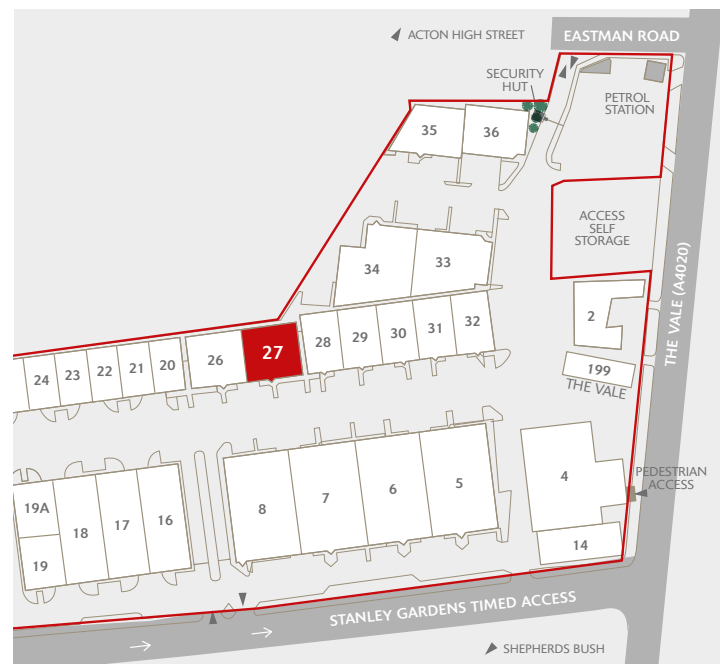 ACTON HIGH STREET
EASTMAN ROAD
SECURITY
HUT
PETROL
STATION
35
36
ACCESS
SELF
STORAGE
THE VALE (A4020)
34
33
2
28
29
30
31
32
27
26
24
23
22
21
20
199
THE VALE
PEDESTRIAN
ACCESS
4
14
8
7
6
5
19A
19
18
17
16
STANLEY GARDENS TIMED ACCESS
SHEPHERDS BUSH